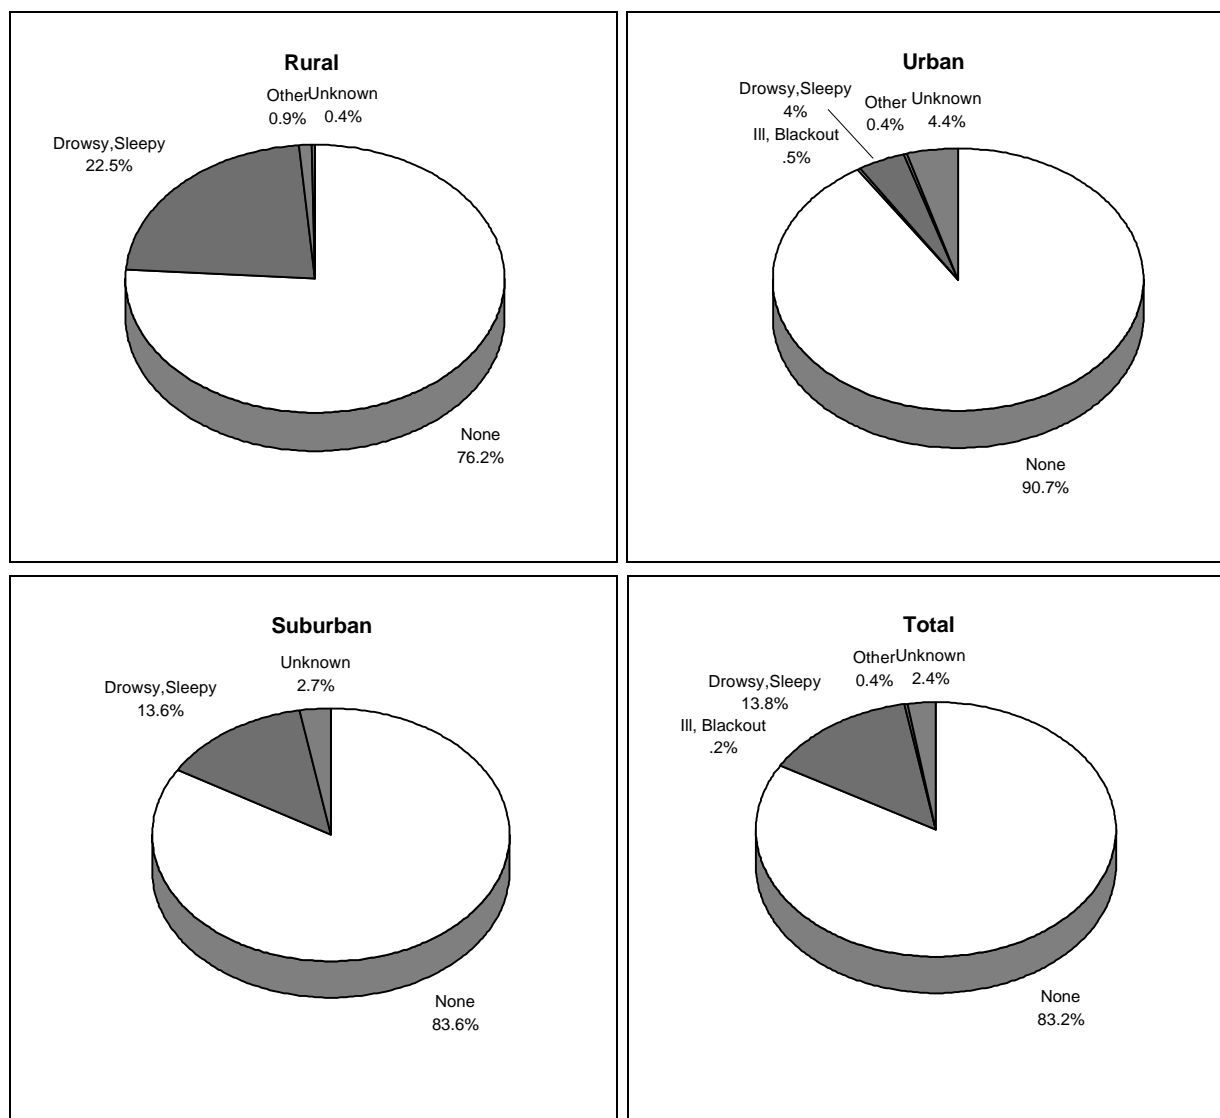 Rural
Other
0.9%
Unknown
0.4%
Drowsy,Sleepy
22.5%
None
76.2%
Urban
Drowsy,Sleepy
4%
Other
0.4%
Unknown
4.4%
Ill, Blackout
.5%
None
90.7%
Suburban
Unknown
2.7%
Drowsy,Sleepy
13.6%
None
83.6%
Total
Other
0.4%
Unknown
2.4%
Drowsy,Sleepy
13.8%
Ill, Blackout
.2%
None
83.2%